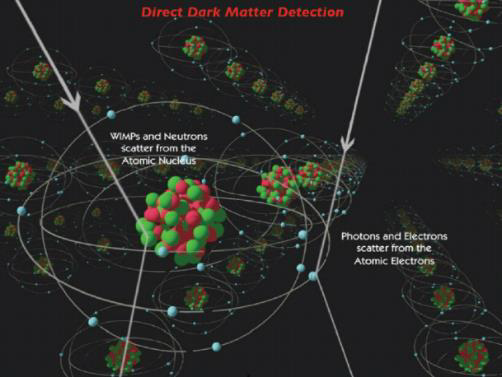 Direct Dark Matter Detection
WIMPs and Neutrons
scatter from the
Atomic Nucleus
Photons and Electrons
scatter from the
Atomic Electrons